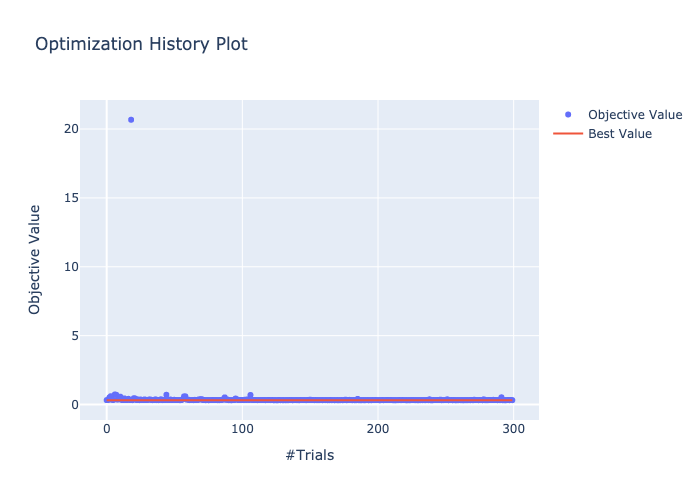 Optimization History Plot
Objective Value
Best Value
20
15
10
5
0
Objective Value
0
100
200
300
#Trials